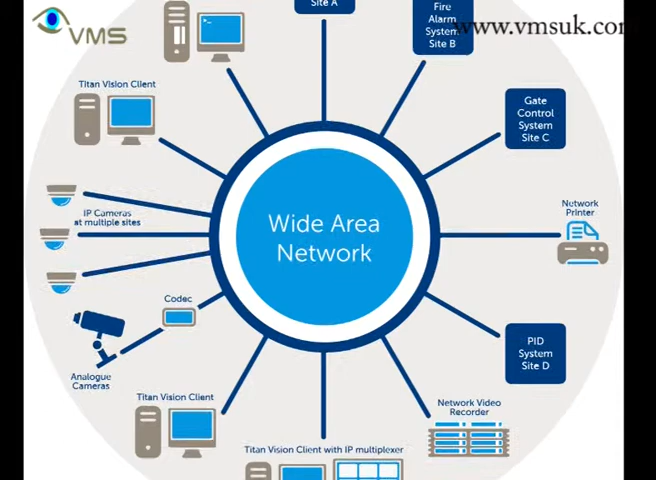 VMS
www.vmsuk.com
Site A
Fire
Alarm
System
Site B
Titan Vision Client
Gate
Control
System
Site C
IP Cameras
at multiple sites
Wide Area
Network
Network
Printer
Codec
Analogue
Cameras
PID
System
Site D
Titan Vision Client
Network Video
Recorder
Titan Vision Client with IP multiplexer